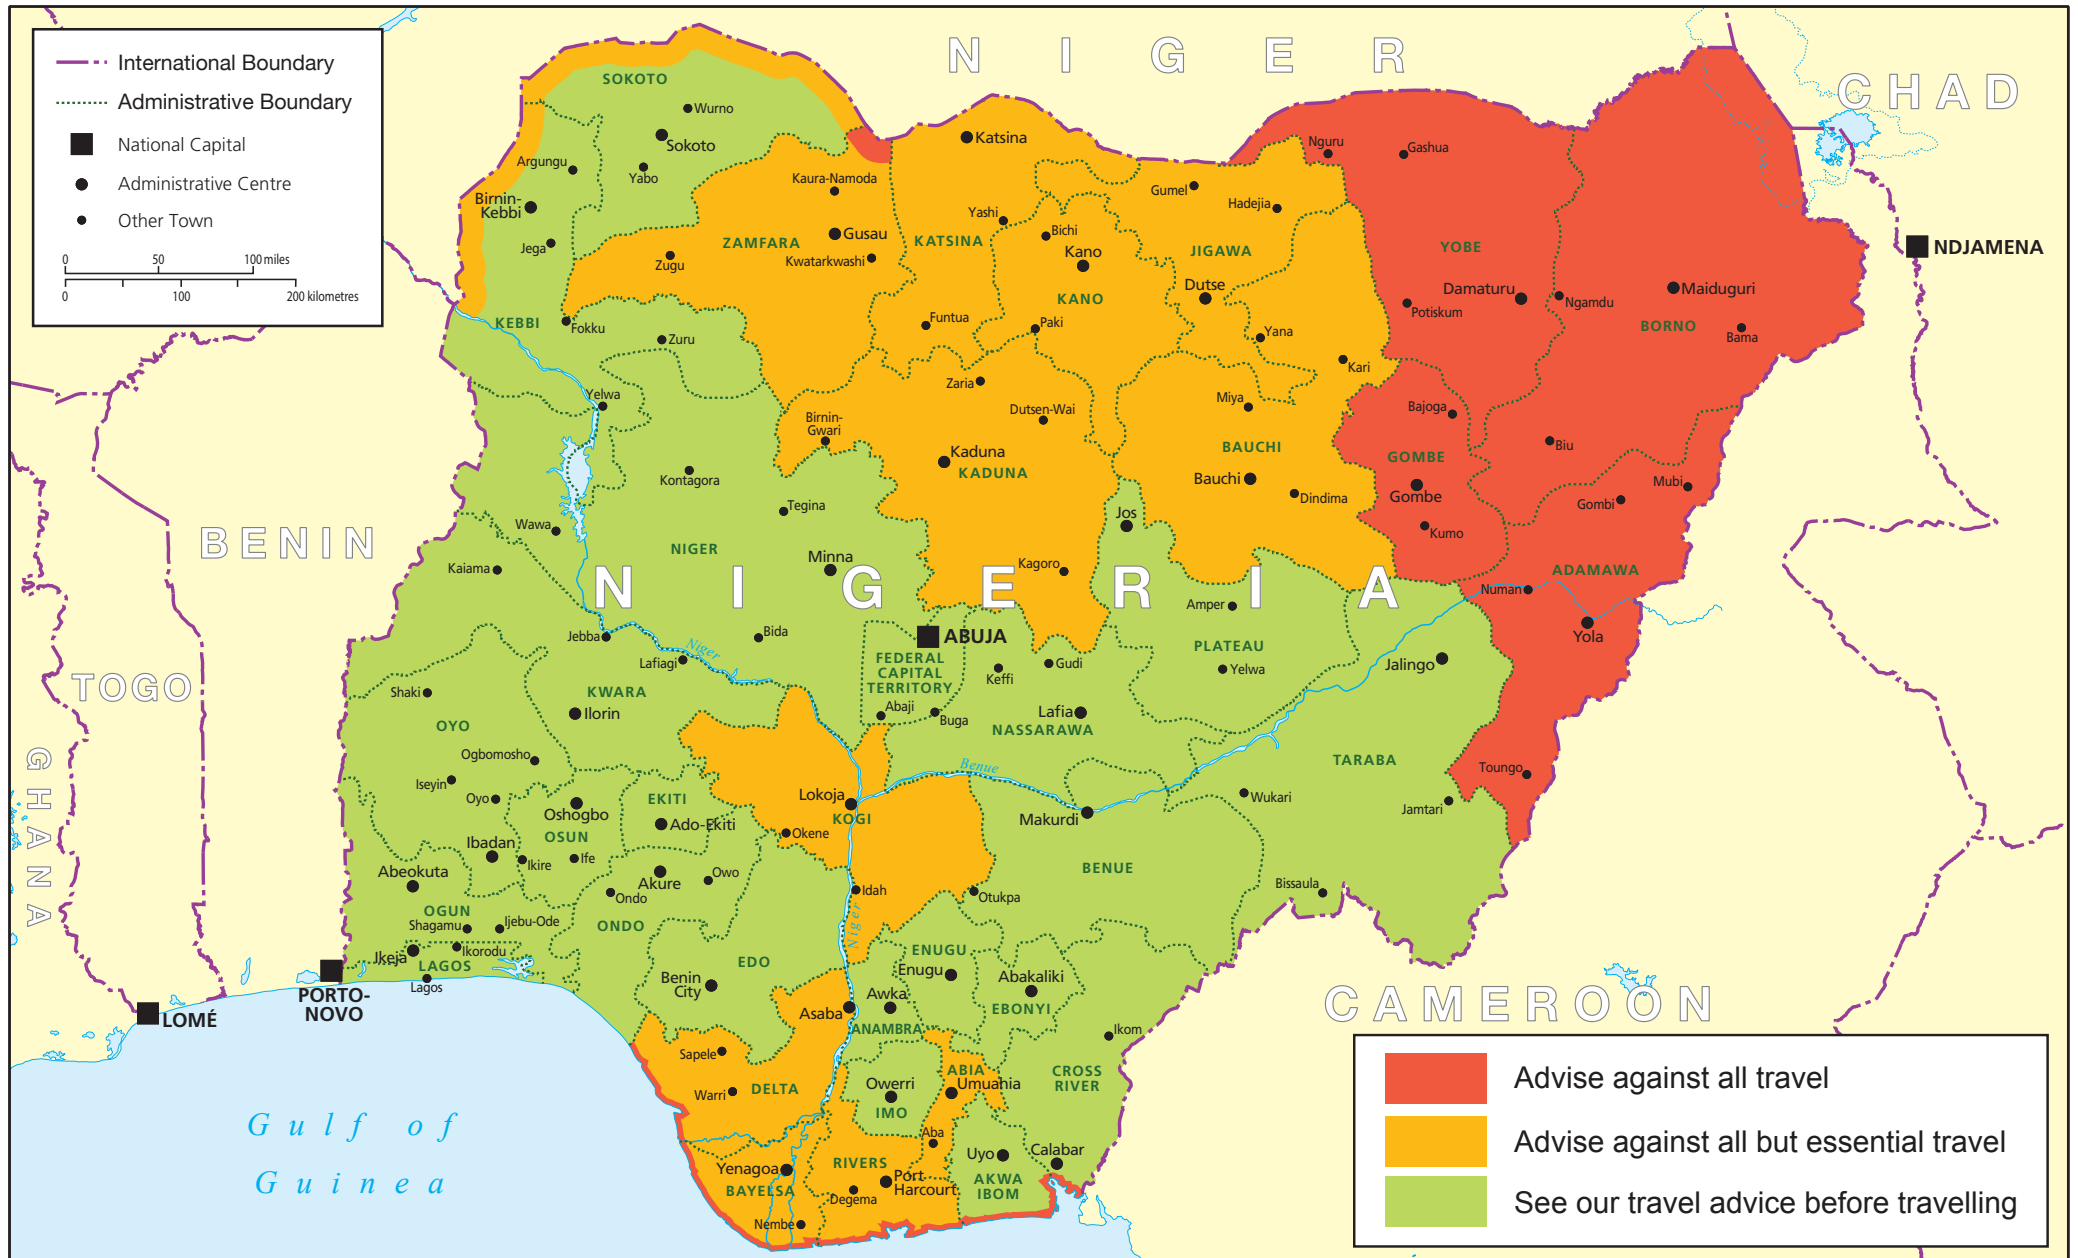 International Boundary
Administrative Boundary
National Capital
Administrative Centre
Other Town
0 50 100 miles
0 100 200 kilometres
NIGER
CHAD
NDJAMENA
BENIN
TOGO
GHANA
LOMÉ
PORTO-
NOVO
CAMEROON
NIGERIA
Gulf of
Guinea
SOKOTO
Wurno
Sokoto
Yabo
Argungu
Birnin-
Kebbi
Jega
KEBBI
Fokku
Zuru
Yelwa
ZAMFARA
Kaura-Namoda
Gusau
Kwatarkwashi
Zugu
Katsina
KATSINA
Yashi
Funtua
Bichi
Kano
KANO
Paki
Gumel
Hadejia
JIGAWA
Dutse
Yana
Kari
Nguru
Gashua
YOBE
Damaturu
Potiskum
Ngamdu
Maiduguri
BORNO
Bama
Biu
Zaria
Dutsen-Wai
Birnin-
Gwari
Kaduna
KADUNA
Kagoro
Miya
BAUCHI
Bauchi
Dindima
Bajoga
GOMBE
Gombe
Kumo
Mubi
Gombi
ADAMAWA
Numan
Yola
Toungo
Kontagora
Tegina
Wawa
NIGER
Minna
Kaiama
Jebba
Bida
Niger
Lafiagi
KWARA
Ilorin
Jos
Amper
PLATEAU
Yelwa
ABUJA
FEDERAL
CAPITAL
TERRITORY
Abaji
Buga
Keffi
Gudi
Lafia
NASSARAWA
Jalingo
TARABA
Wukari
Jamtari
Bissaula
Benue
Makurdi
BENUE
Otukpa
Shaki
OYO
Ogbomosho
Iseyin
Oyo
Ibadan
Oshogbo
OSUN
Ikire
Ife
EKITI
Ado-Ekiti
Lokoja
KOGI
Okene
Idah
Niger
Abeokuta
OGUN
Shagamu
Ijebu-Ode
Ikeja
Ikorodu
LAGOS
Lagos
Akure
Owo
Ondo
ONDO
EDO
Benin
City
Asaba
Sapele
Warri
DELTA
ENUGU
Enugu
Awka
ANAMBRA
Abakaliki
EBONYI
Ikom
CROSS
RIVER
Owerri
IMO
ABIA
Umuahia
Aba
Uyo
Calabar
AKWA
IBOM
RIVERS
Port
Harcourt
Degema
Yenagoa
BAYELSA
Nembe
Advise against all travel
Advise against all but essential travel
See our travel advice before travelling